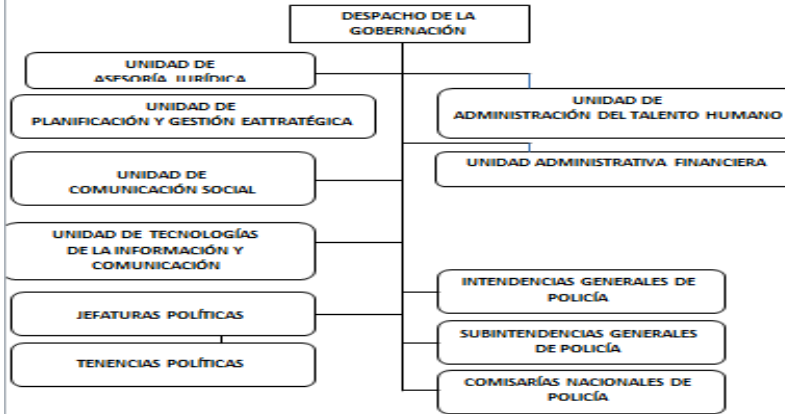 DESPACHO DE LA
GOBERNACIÓN
UNIDAD DE
ASESORÍA JURÍDICA
UNIDAD DE
PLANIFICACIÓN Y GESTIÓN EATTRATÉGICA
UNIDAD DE
ADMINISTRACIÓN DEL TALENTO HUMANO
UNIDAD ADMINISTRATIVA FINANCIERA
UNIDAD DE
COMUNICACIÓN SOCIAL
UNIDAD DE TECNOLOGÍAS
DE LA INFORMACIÓN Y
COMUNICACIÓN
JEFATURAS POLÍTICAS
TENENCIAS POLÍTICAS
INTENDENCIAS GENERALES DE
POLICÍA
SUBINTENDENCIAS GENERALES
DE POLICÍA
COMISARÍAS NACIONALES DE
POLICÍA